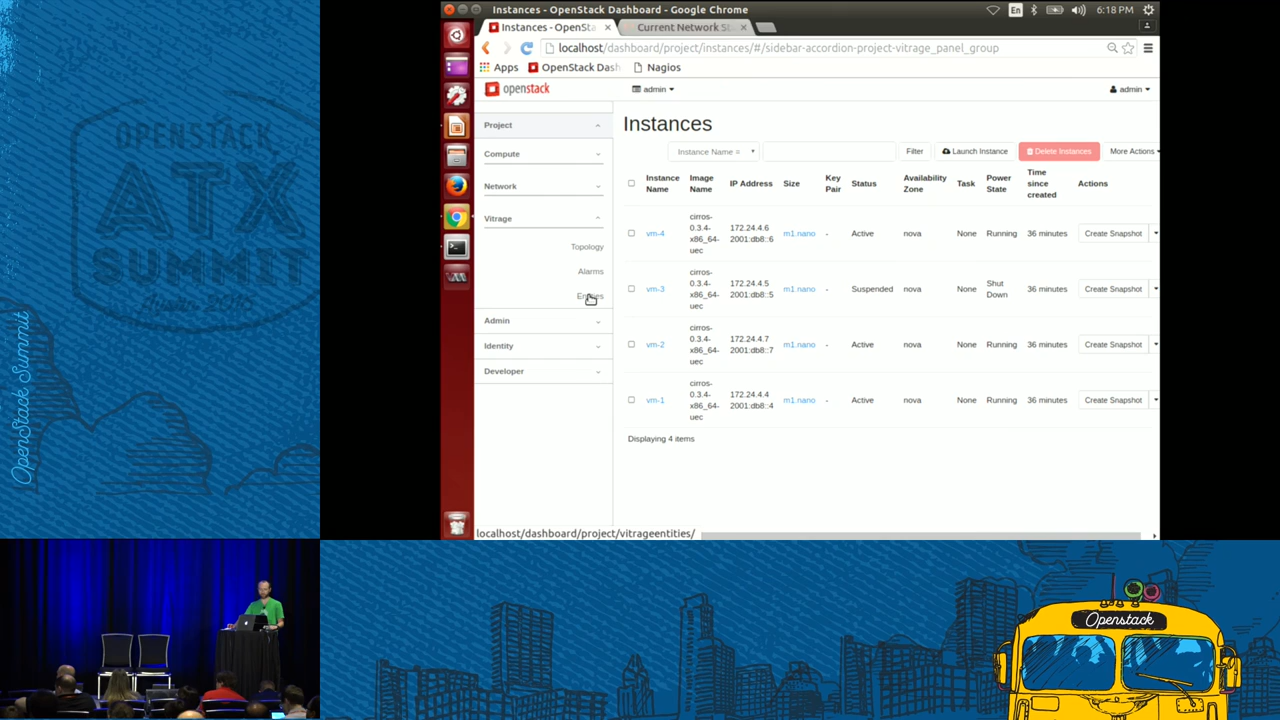 Instances - OpenStack Dashboard - Google Chrome
En
6:18 PM
Instances - OpenSta
Current Network St
localhost/dashboard/project/instances/#/sidebar-accordion-project-vitrage_panel_group
Apps
OpenStack Dash
Nagios
openstack
admin
admin
Project
Compute
Network
Vitrage
Topology
Alarms
Entities
Admin
Identity
Developer
Instances
Instance Name =
Filter
Launch Instance
Delete Instances
More Actions
Instance Name
Image Name
IP Address
Size
Key Pair
Status
Availability Zone
Task
Power State
Time since created
Actions
vm-4
cirros-0.3.4-x86_64-uec
172.24.4.6
2001:db8::6
m1.nano
-
Active
nova
None
Running
36 minutes
Create Snapshot
vm-3
cirros-0.3.4-x86_64-uec
172.24.4.5
2001:db8::5
m1.nano
-
Suspended
nova
None
Shut Down
36 minutes
Create Snapshot
vm-2
cirros-0.3.4-x86_64-uec
172.24.4.7
2001:db8::7
m1.nano
-
Active
nova
None
Running
36 minutes
Create Snapshot
vm-1
cirros-0.3.4-x86_64-uec
172.24.4.4
2001:db8::4
m1.nano
-
Active
nova
None
Running
36 minutes
Create Snapshot
Displaying 4 items
localhost/dashboard/project/vitrageentities/
OPENSTACK
OpenStack Summit
Openstack